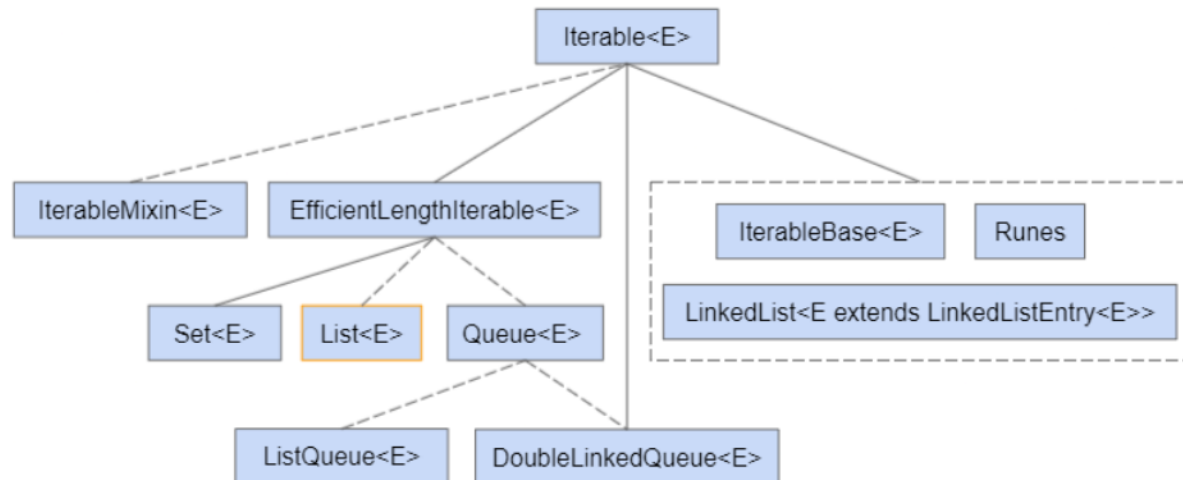 Iterable<E>
IterableMixin<E>
EfficientLengthIterable<E>
IterableBase<E>
Runes
LinkedList<E extends LinkedListEntry<E>>
Set<E>
List<E>
Queue<E>
ListQueue<E>
DoubleLinkedQueue<E>